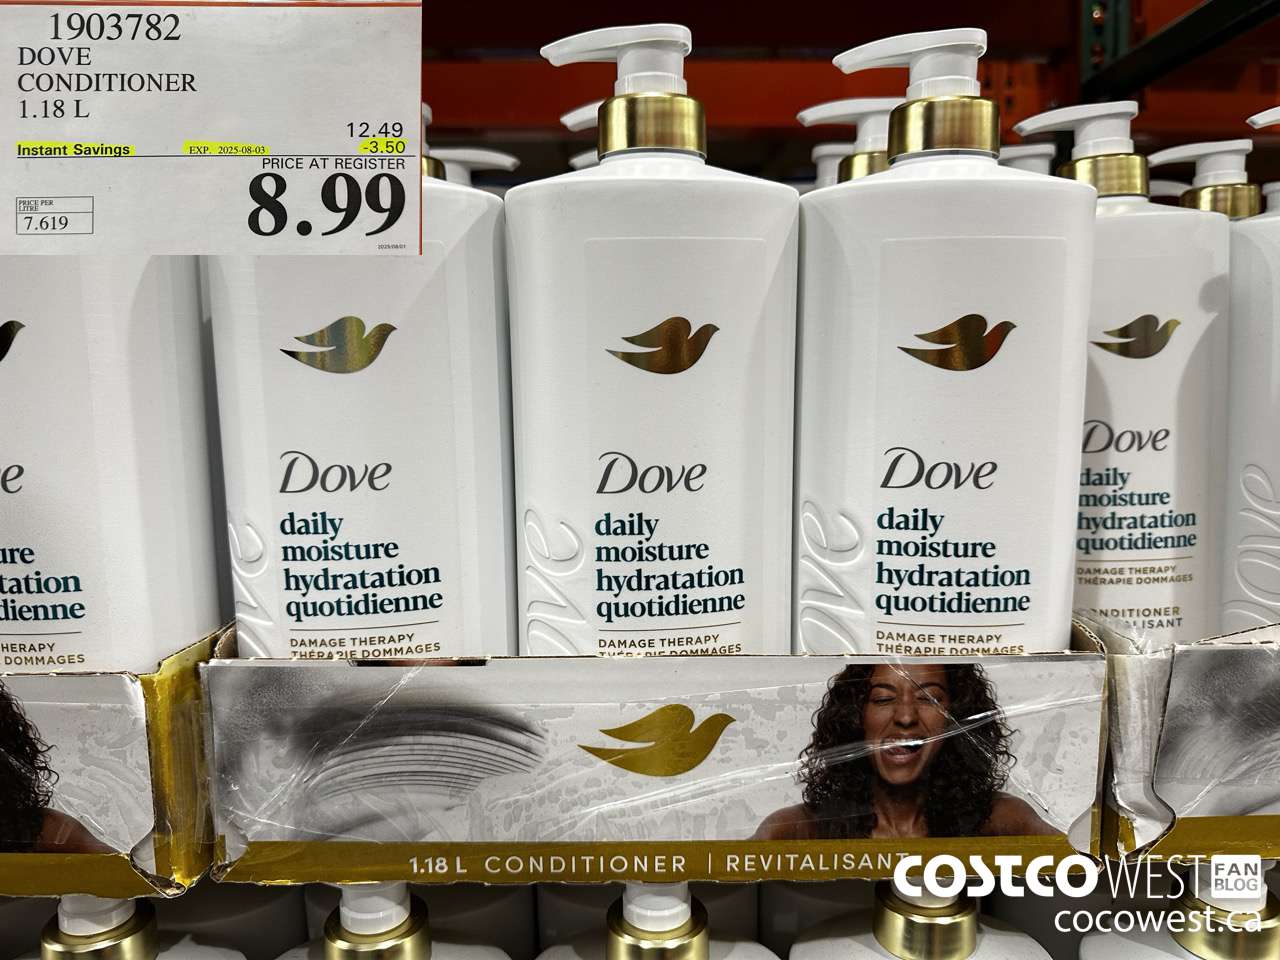 1903782
DOVE
CONDITIONER
1.18 L
12.49
Instant Savings EXP. 2025-08-03 -3.50
PRICE AT REGISTER
8.99
PRICE PER
LITRE
7.619
2025/08/01
Dove
daily
moisture
hydratation
quotidienne
DAMAGE THERAPY
THÉRAPIE DOMMAGES
Dove
daily
moisture
hydratation
quotidienne
DAMAGE THERAPY
THÉRAPIE DOMMAGES
Dove
daily
moisture
hydratation
quotidienne
DAMAGE THERAPY
THÉRAPIE DOMMAGES
Dove
daily
moisture
hydratation
quotidienne
DAMAGE THERAPY
THÉRAPIE DOMMAGES
DOMMAGES
1.18 L CONDITIONER | REVITALISANT
COSTCO WEST FAN BLOG
cocowest.ca